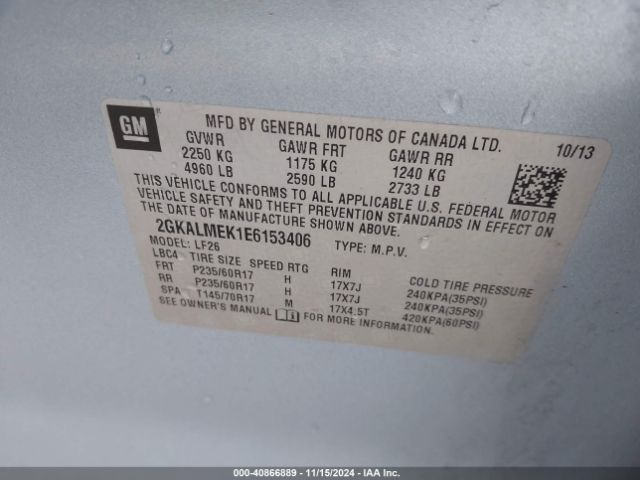 GM
MFD BY GENERAL MOTORS OF CANADA LTD. 10/13
GVWR GAWR FRT GAWR RR
2250 KG 1175 KG 1240 KG
4960 LB 2590 LB 2733 LB
THIS VEHICLE CONFORMS TO ALL APPLICABLE U.S. FEDERAL MOTOR
VEHICLE SAFETY AND THEFT PREVENTION STANDARDS IN EFFECT ON
THE DATE OF MANUFACTURE SHOWN ABOVE.
2GKALMEK1E6153406 TYPE: M.P.V.
MODEL: LF26
LBC4 TIRE SIZE SPEED RTG RIM COLD TIRE PRESSURE
FRT P235/60R17 H 17X7J 240KPA(35PSI)
RR P235/60R17 H 17X7J 240KPA(35PSI)
SPA T145/70R17 M 17X4.5T 420KPA(60PSI)
SEE OWNER'S MANUAL FOR MORE INFORMATION.
000-40866889 - 11/15/2024 - IAA Inc.